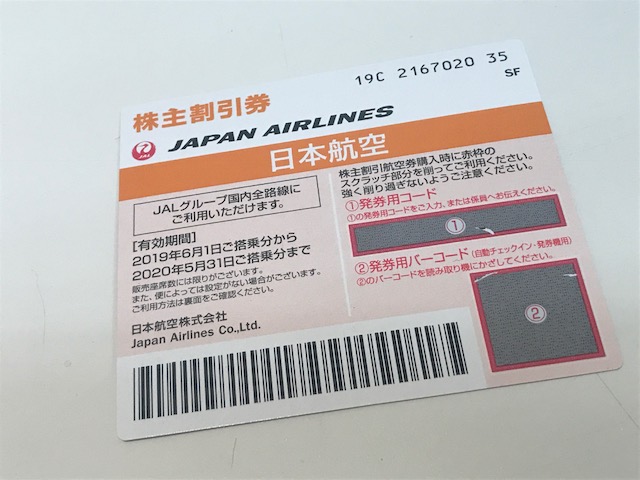 19C 2167020 35
SF
株主割引券
JAL
JAPAN AIRLINES
日本航空
JALグループ国内全路線に
ご利用いただけます。
[有効期間]
2019年6月1日ご搭乗分から
2020年5月31日ご搭乗分まで
販売座席数には限りがございます。
また、便によっては設定がない場合がございます。
ご利用方法は裏面をご確認ください。
日本航空株式会社
Japan Airlines Co.,Ltd.
株主割引航空券購入時に赤枠の
スクラッチ部分を削ってご利用ください。
強く削り過ぎないようご注意ください。
①発券用コード
①の発券用コードをご入力、または係員へお伝えください。
①
②発券用バーコード(自動チェックイン・発券機用)
②のバーコードを読み取り機にかざしてください。
②